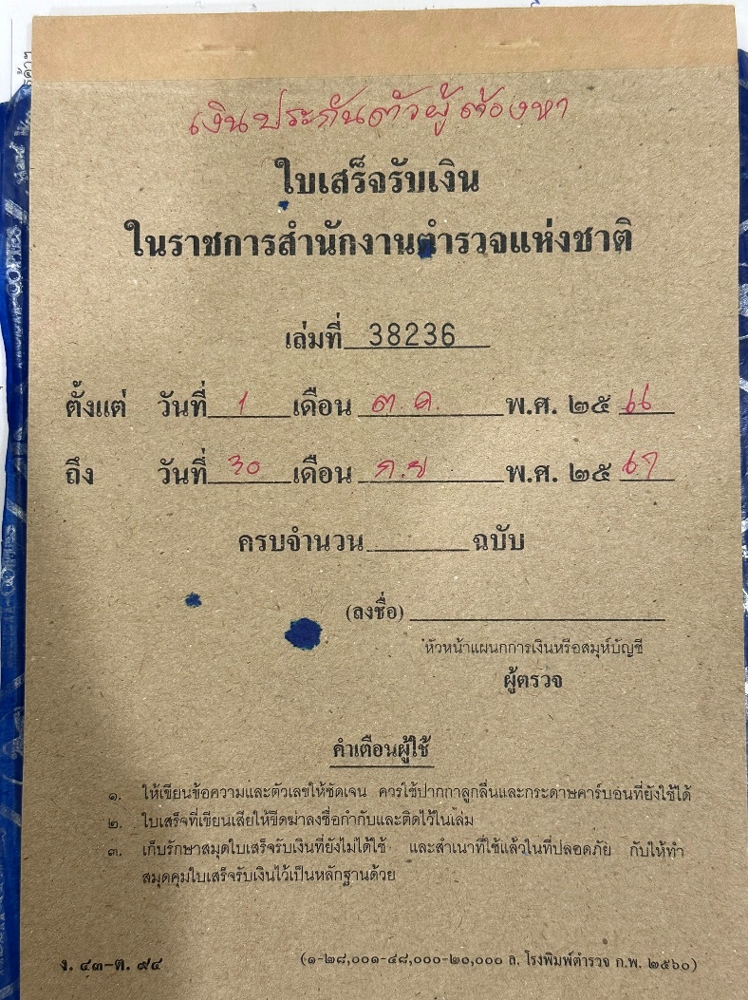 เงินประกันตัวผู้ต้องหา
ใบเสร็จรับเงิน
ในราชการสำนักงานตำรวจแห่งชาติ
เล่มที่ 38236
ตั้งแต่ วันที่ 1 เดือน ต.ค. พ.ศ. ๒๕ 66
ถึง วันที่ 30 เดือน ก.ย พ.ศ. ๒๕ 67
ครบจำนวน ฉบับ
(ลงชื่อ)
หัวหน้าแผนกการเงินหรือสมุห์บัญชี
ผู้ตรวจ
คำเตือนผู้ใช้
๑. ให้เขียนข้อความและตัวเลขให้ชัดเจน ควรใช้ปากกาลูกลื่นและกระดาษคาร์บอนที่ยังใช้ได้
๒. ใบเสร็จที่เขียนเสียให้ขีดฆ่าลงชื่อกำกับและติดไว้ในเล่ม
๓. เก็บรักษาสมุดใบเสร็จรับเงินที่ยังไม่ได้ใช้ และสำเนาที่ใช้แล้วในที่ปลอดภัย กับให้ทำ
สมุดคุมใบเสร็จรับเงินไว้เป็นหลักฐานด้วย
ง. ๔๓-ต. ๙๔ (๑-๒๘,๐๐๑-๔๘,๐๐๐-๒๐,๐๐๐ ล. โรงพิมพ์ตำรวจ ก.พ. ๒๕๖๐)